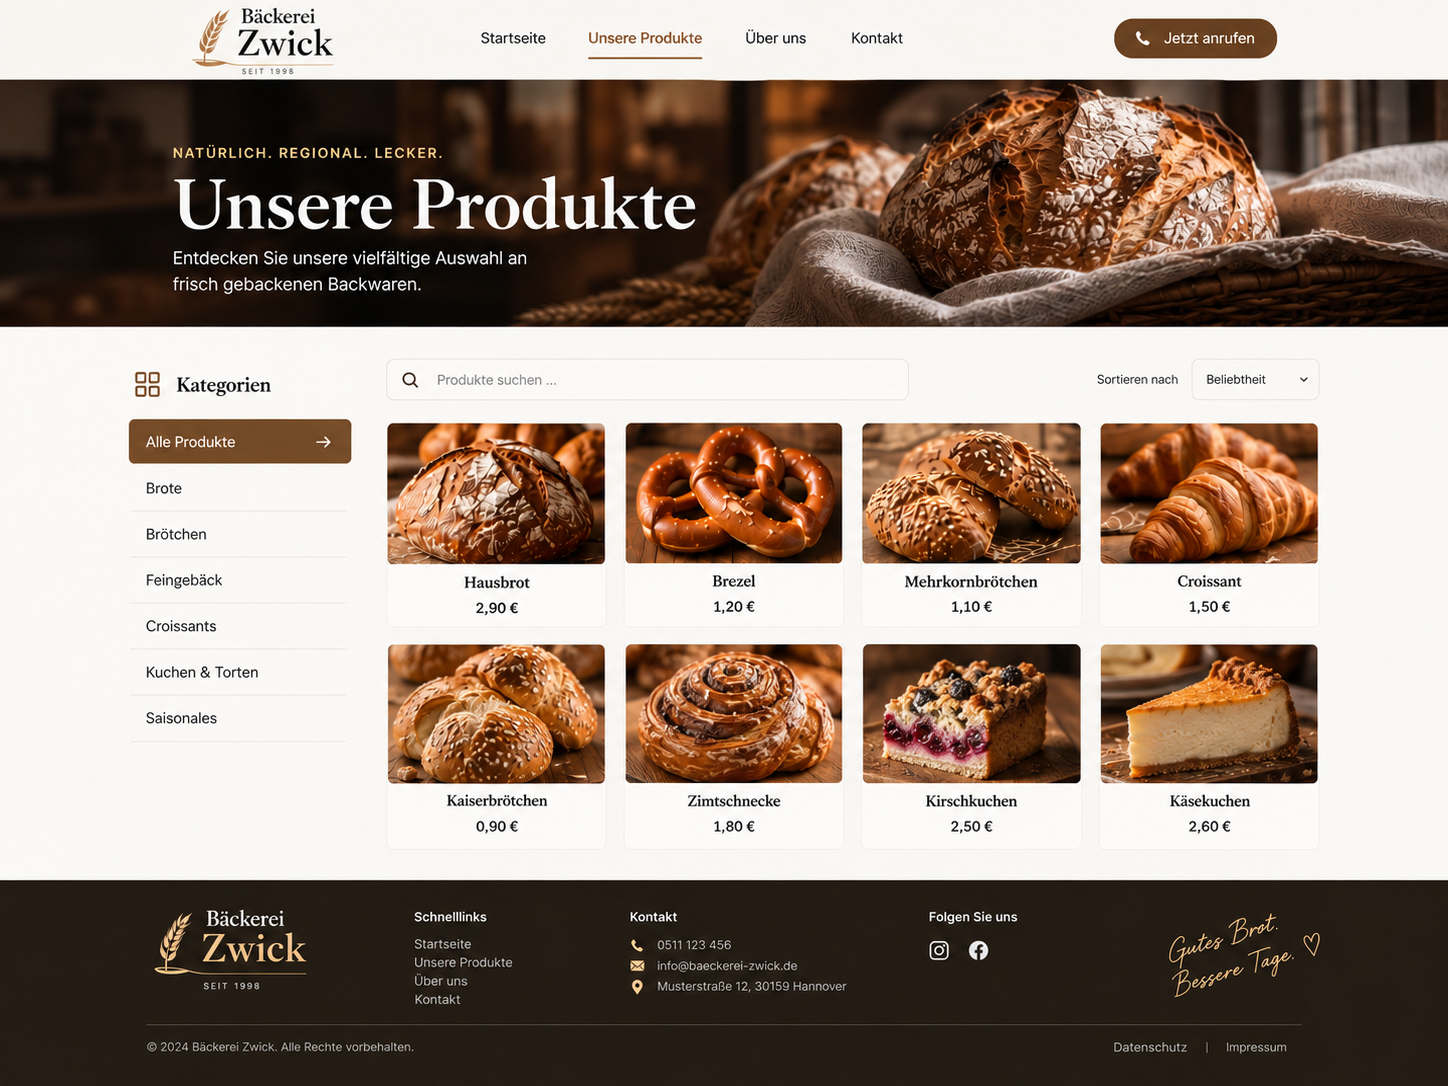 Bäckerei
Zwick
SEIT 1998
Startseite
Unsere Produkte
Über uns
Kontakt
Jetzt anrufen
NATÜRLICH. REGIONAL. LECKER.
Unsere Produkte
Entdecken Sie unsere vielfältige Auswahl an
frisch gebackenen Backwaren.
Kategorien
Alle Produkte
Brote
Brötchen
Feingebäck
Croissants
Kuchen & Torten
Saisonales
Produkte suchen ...
Sortieren nach
Beliebtheit
Hausbrot
2,90 €
Brezel
1,20 €
Mehrkornbrötchen
1,10 €
Croissant
1,50 €
Kaiserbrötchen
0,90 €
Zimtschnecke
1,80 €
Kirschkuchen
2,50 €
Käsekuchen
2,60 €
Bäckerei
Zwick
SEIT 1998
Schnelllinks
Startseite
Unsere Produkte
Über uns
Kontakt
Kontakt
0511 123 456
info@baeckerei-zwick.de
Musterstraße 12, 30159 Hannover
Folgen Sie uns
Gutes Brot.
Bessere Tage.
© 2024 Bäckerei Zwick. Alle Rechte vorbehalten.
Datenschutz | Impressum